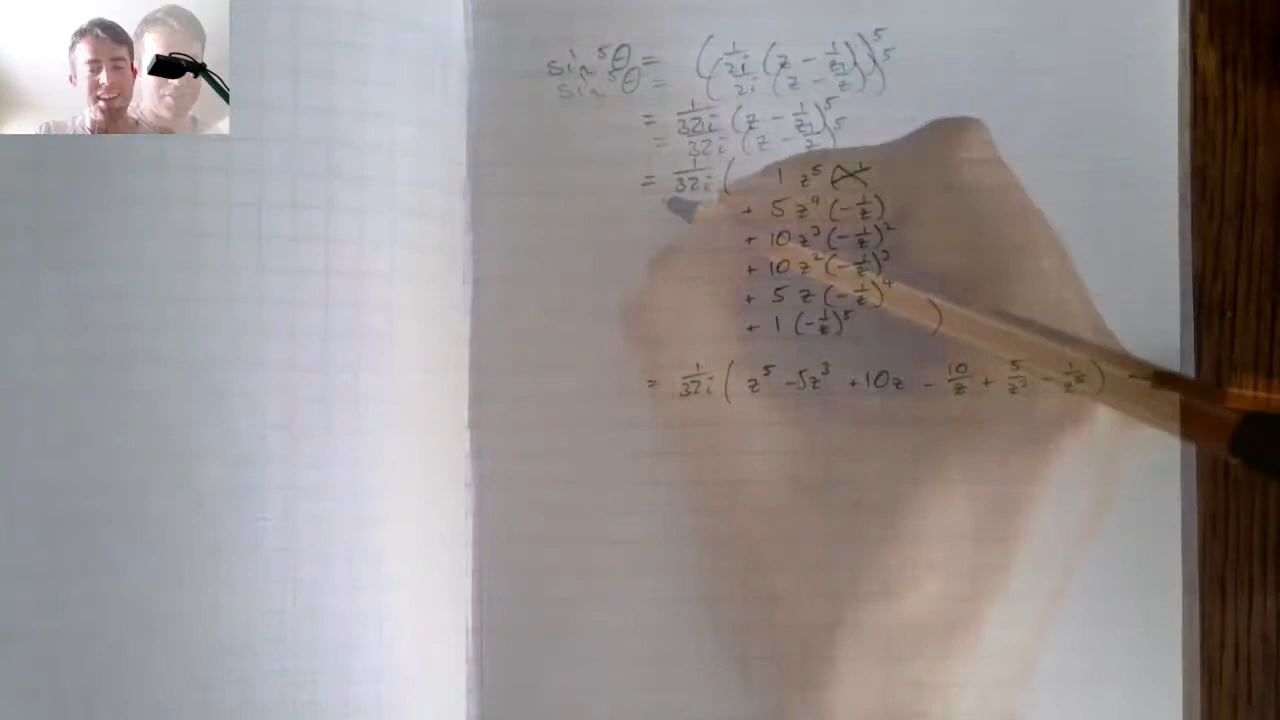 sin⁵θ = (1/2i (z - 1/z))⁵
= 1/32i (z - 1/z)⁵
= 1/32i ( 1 z⁵
+ 5 z⁴ (-1/z)
+ 10 z³ (-1/z)²
+ 10 z² (-1/z)³
+ 5 z (-1/z)⁴
+ 1 (-1/z)⁵ )
= 1/32i ( z⁵ - 5z³ + 10z - 10/z + 5/z³ - 1/z⁵ )